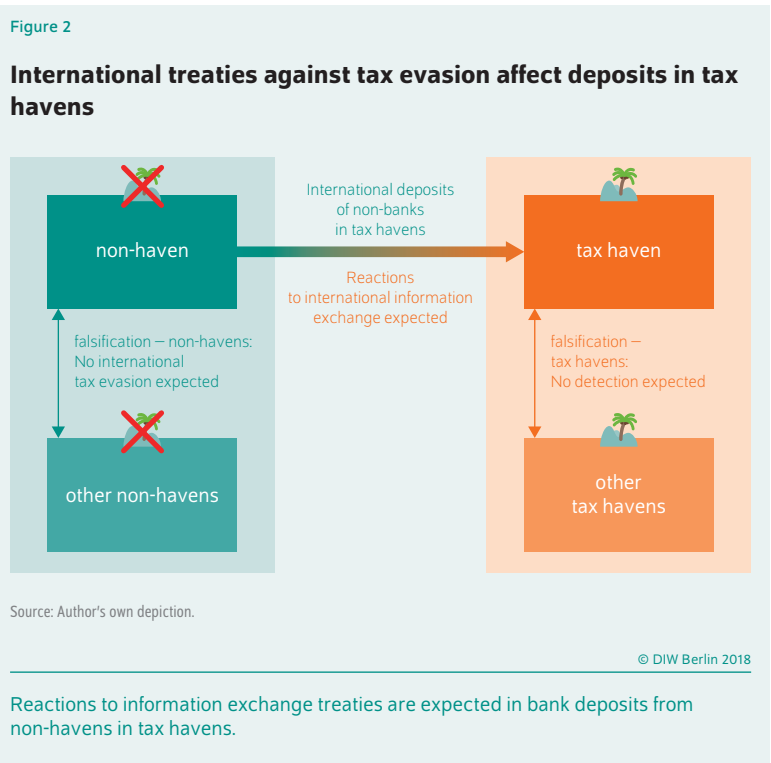 Figure 2
International treaties against tax evasion affect deposits in tax
havens
non-haven
International deposits
of non-banks
in tax havens
Reactions
to international information
exchange expected
tax haven
falsification – non-havens:
No international
tax evasion expected
falsification –
tax havens:
No detection expected
other non-havens
other
tax havens
Source: Author's own depiction.
© DIW Berlin 2018
Reactions to information exchange treaties are expected in bank deposits from
non-havens in tax havens.